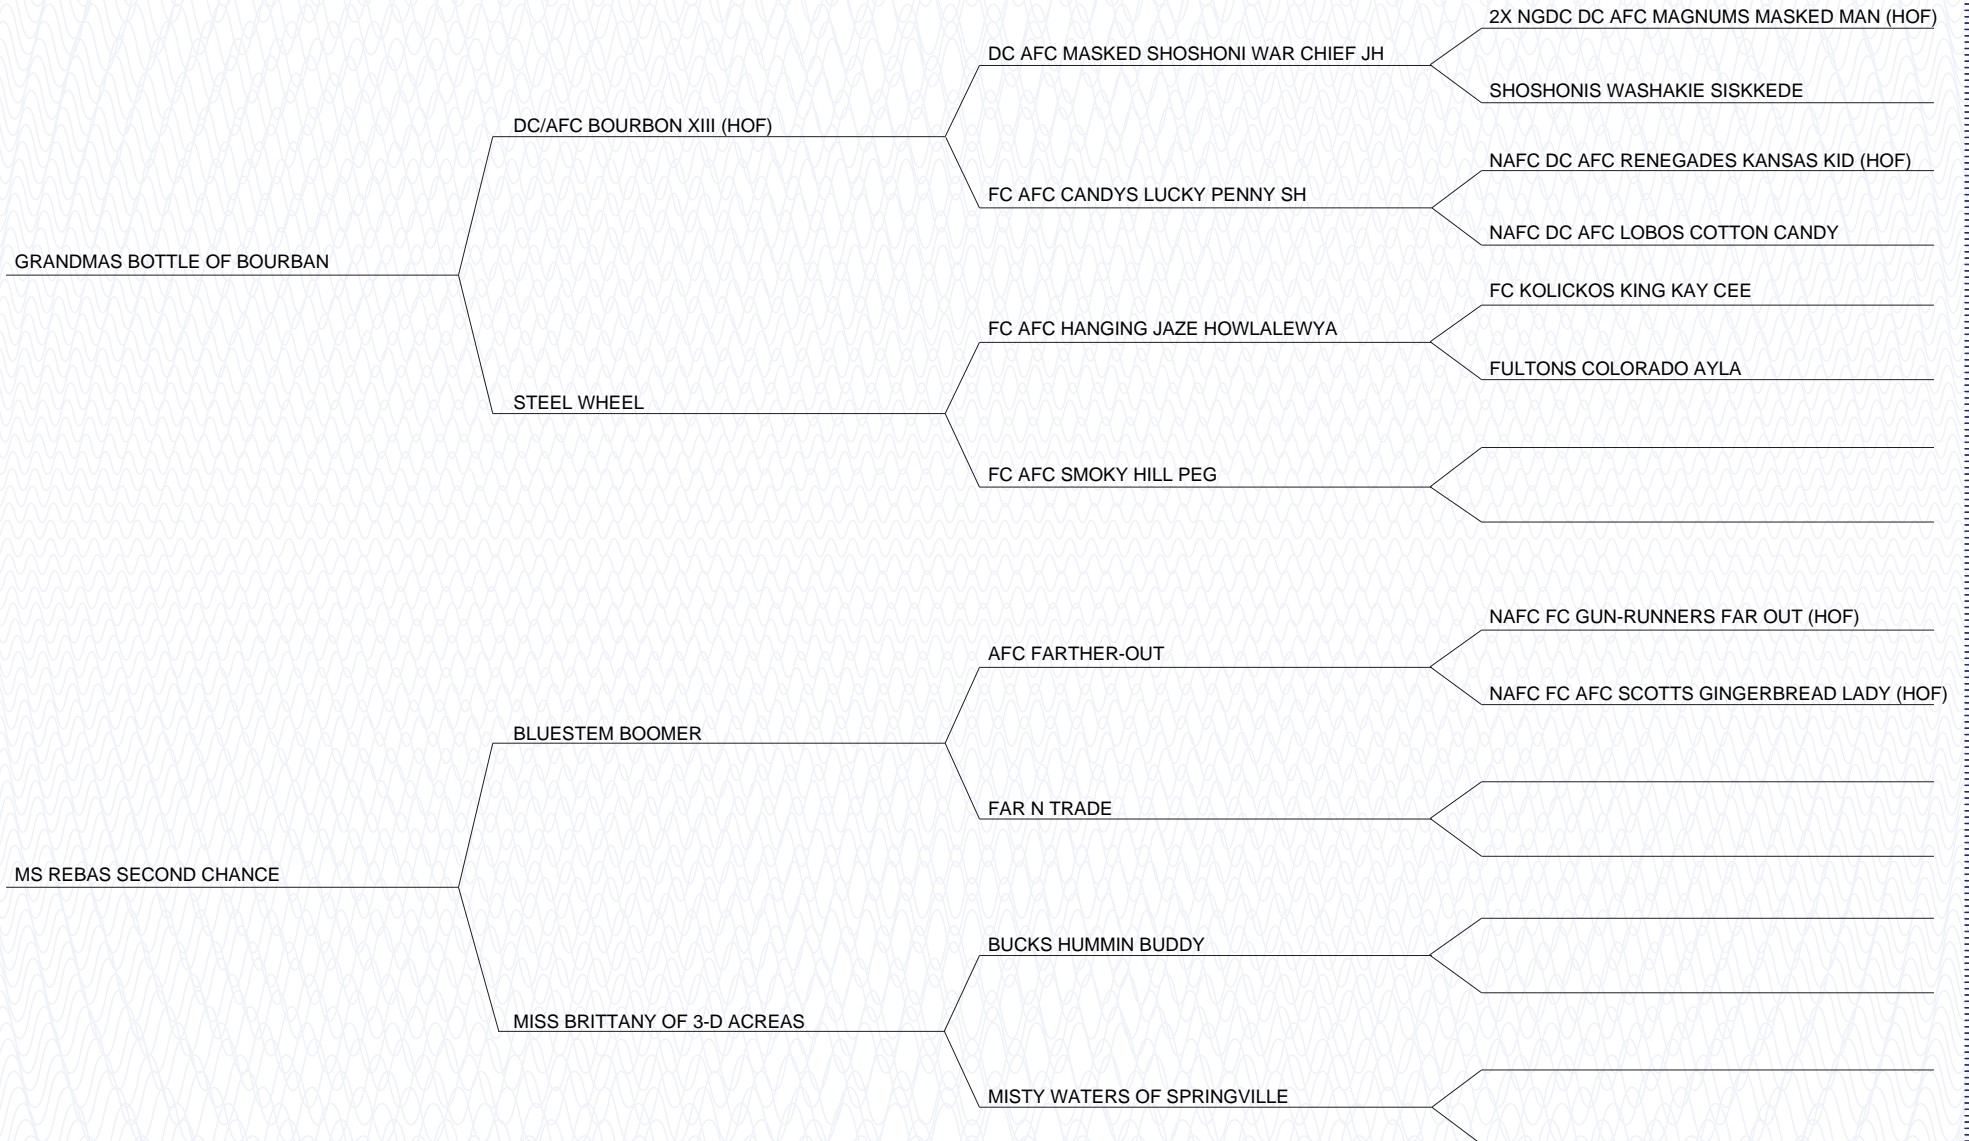 2X NGDC DC AFC MAGNUMS MASKED MAN (HOF)
DC AFC MASKED SHOSHONI WAR CHIEF JH
SHOSHONIS WASHAKIE SISKKEDE
DC/AFC BOURBON XIII (HOF)
NAFC DC AFC RENEGADES KANSAS KID (HOF)
FC AFC CANDYS LUCKY PENNY SH
NAFC DC AFC LOBOS COTTON CANDY
GRANDMAS BOTTLE OF BOURBAN
FC KOLICKOS KING KAY CEE
FC AFC HANGING JAZE HOWLALEWYA
FULTONS COLORADO AYLA
STEEL WHEEL
FC AFC SMOKY HILL PEG
NAFC FC GUN-RUNNERS FAR OUT (HOF)
AFC FARTHER-OUT
NAFC FC AFC SCOTTS GINGERBREAD LADY (HOF)
BLUESTEM BOOMER
FAR N TRADE
MS REBAS SECOND CHANCE
BUCKS HUMMIN BUDDY
MISS BRITTANY OF 3-D ACREAS
MISTY WATERS OF SPRINGVILLE